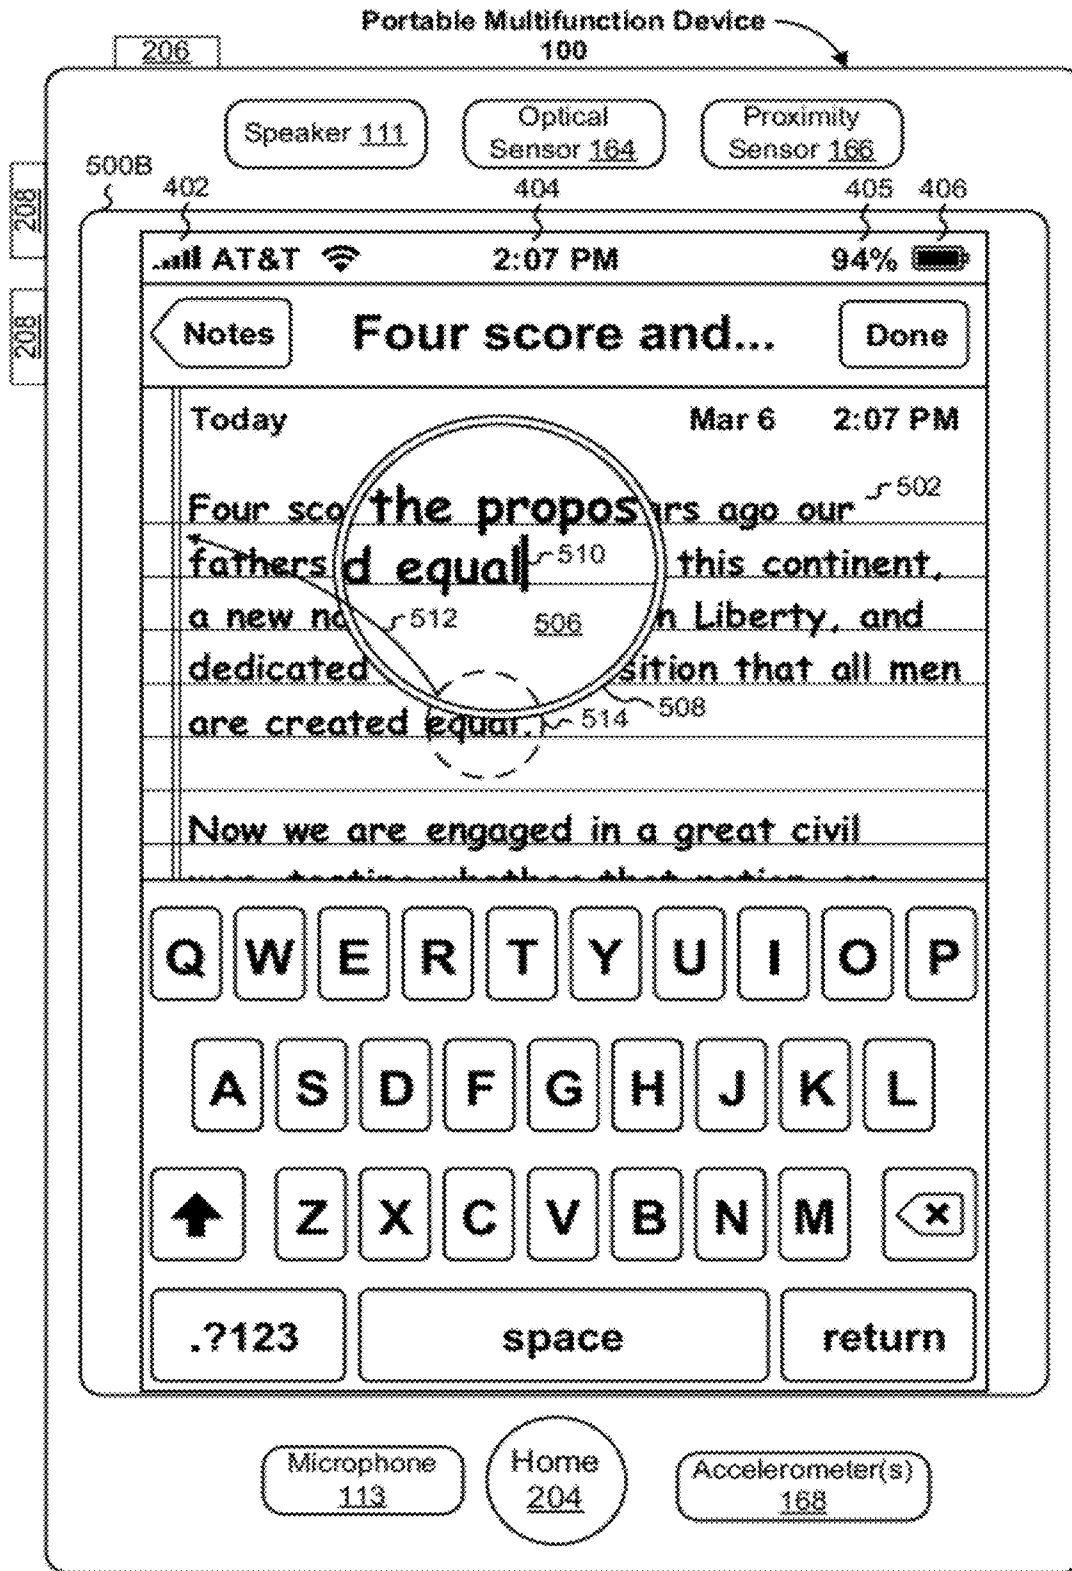 Portable Multifunction Device
100
206
Speaker 111
Optical
Sensor 164
Proximity
Sensor 166
208
208
500B
402
404
405
406
AT&T 2:07 PM 94%
Notes Four score and... Done
Today Mar 6 2:07 PM
Four sco the propos rs ago our 502
fathers d equal 510 this continent,
a new na 512 506 n Liberty, and
dedicated sition that all men
508
are created equal. 514
Now we are engaged in a great civil
Q W E R T Y U I O P
A S D F G H J K L
Z X C V B N M
.?123 space return
Microphone
113
Home
204
Accelerometer(s)
168